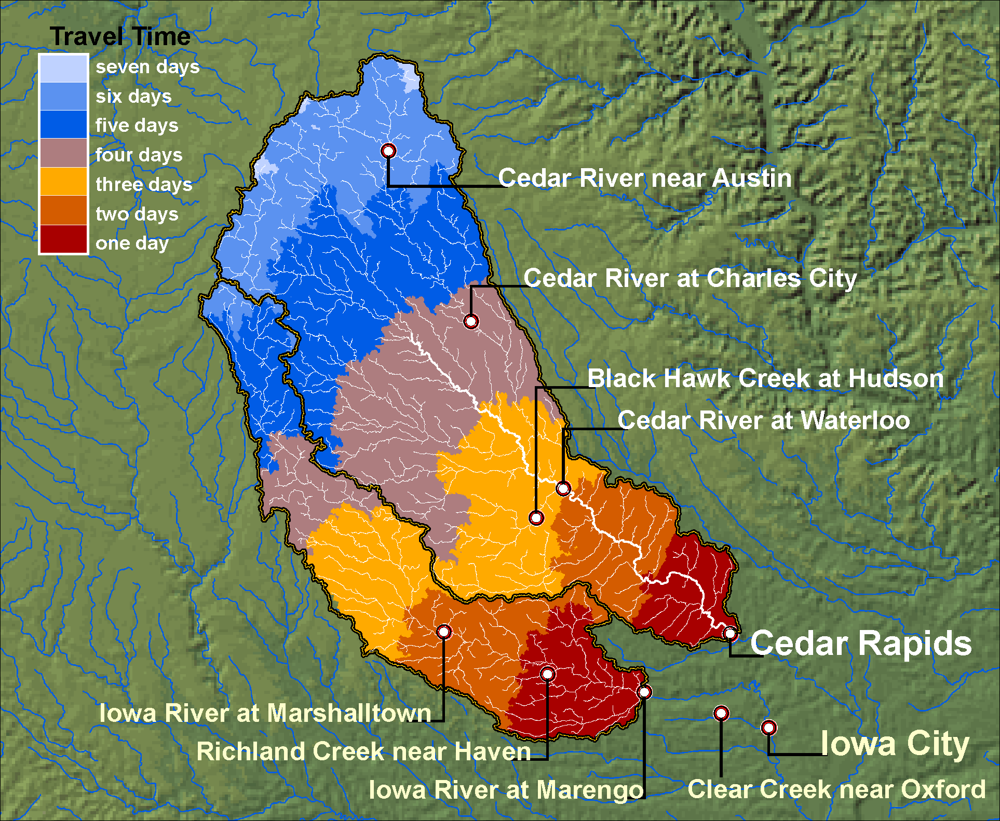 Travel Time
seven days
six days
five days
four days
three days
two days
one day
Cedar River near Austin
Cedar River at Charles City
Black Hawk Creek at Hudson
Cedar River at Waterloo
Cedar Rapids
Iowa River at Marshalltown
Iowa City
Richland Creek near Haven
Iowa River at Marengo
Clear Creek near Oxford